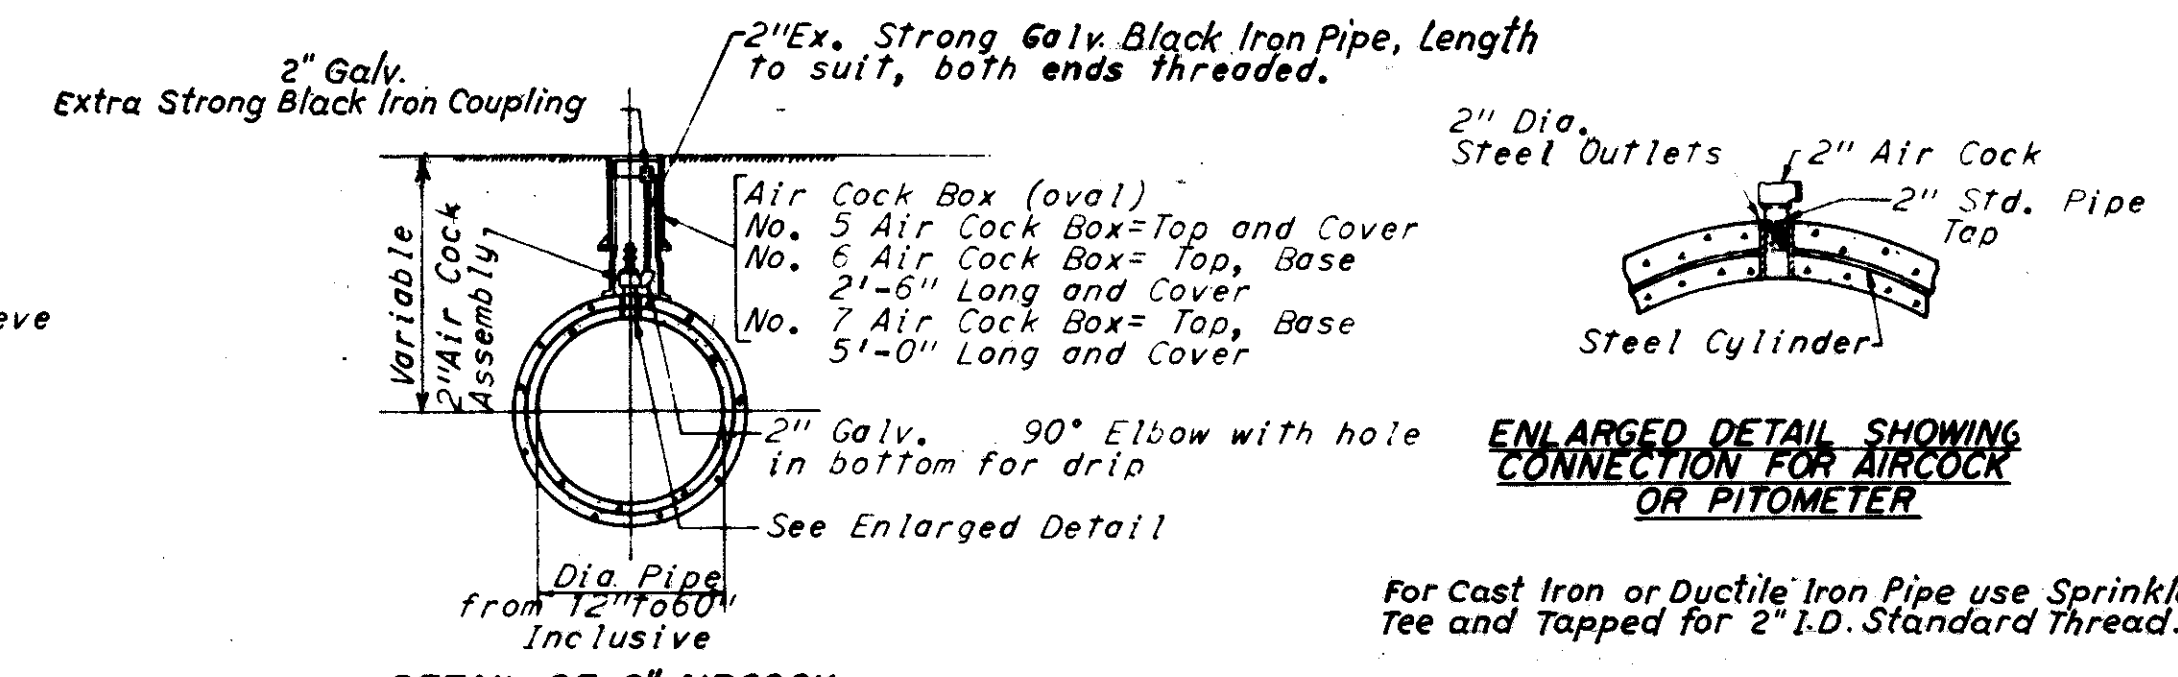 2" Galv.
Extra Strong Black Iron Coupling
2"Ex. Strong Galv. Black Iron Pipe, Length
to suit, both ends threaded.
Air Cock Box (oval)
No. 5 Air Cock Box=Top and Cover
No. 6 Air Cock Box= Top, Base
2'-6" Long and Cover
No. 7 Air Cock Box= Top, Base
5'-0" Long and Cover
Variable
2"Air Cock
Assembly
eve
2" Galv. 90° Elbow with hole
in bottom for drip
See Enlarged Detail
Dia. Pipe
from 12"to60"
Inclusive
2" Dia.
Steel Outlets
2" Air Cock
2" Std. Pipe
Tap
Steel Cylinder
ENLARGED DETAIL SHOWING
CONNECTION FOR AIRCOCK
OR PITOMETER
For Cast Iron or Ductile Iron Pipe use Sprinkle
Tee and Tapped for 2" I.D. Standard Thread.
DETAIL OF 2" AIRCOCK